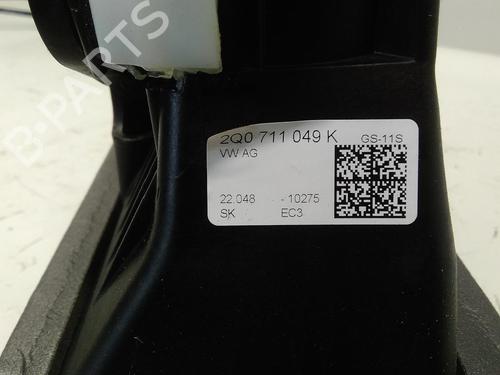 B-PARTS
2Q0 711 049 K GS-11S
VW AG
22.048 - 10275
SK EC3